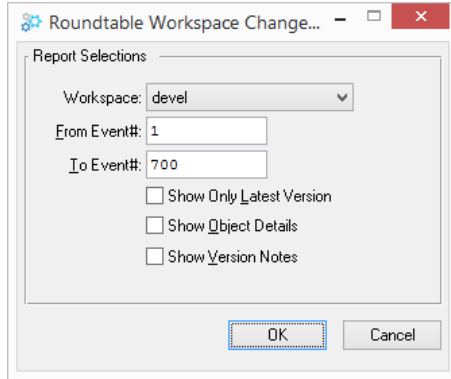 Roundtable Workspace Change...
Report Selections
Workspace: devel
From Event#: 1
To Event#: 700
Show Only Latest Version
Show Object Details
Show Version Notes
OK Cancel